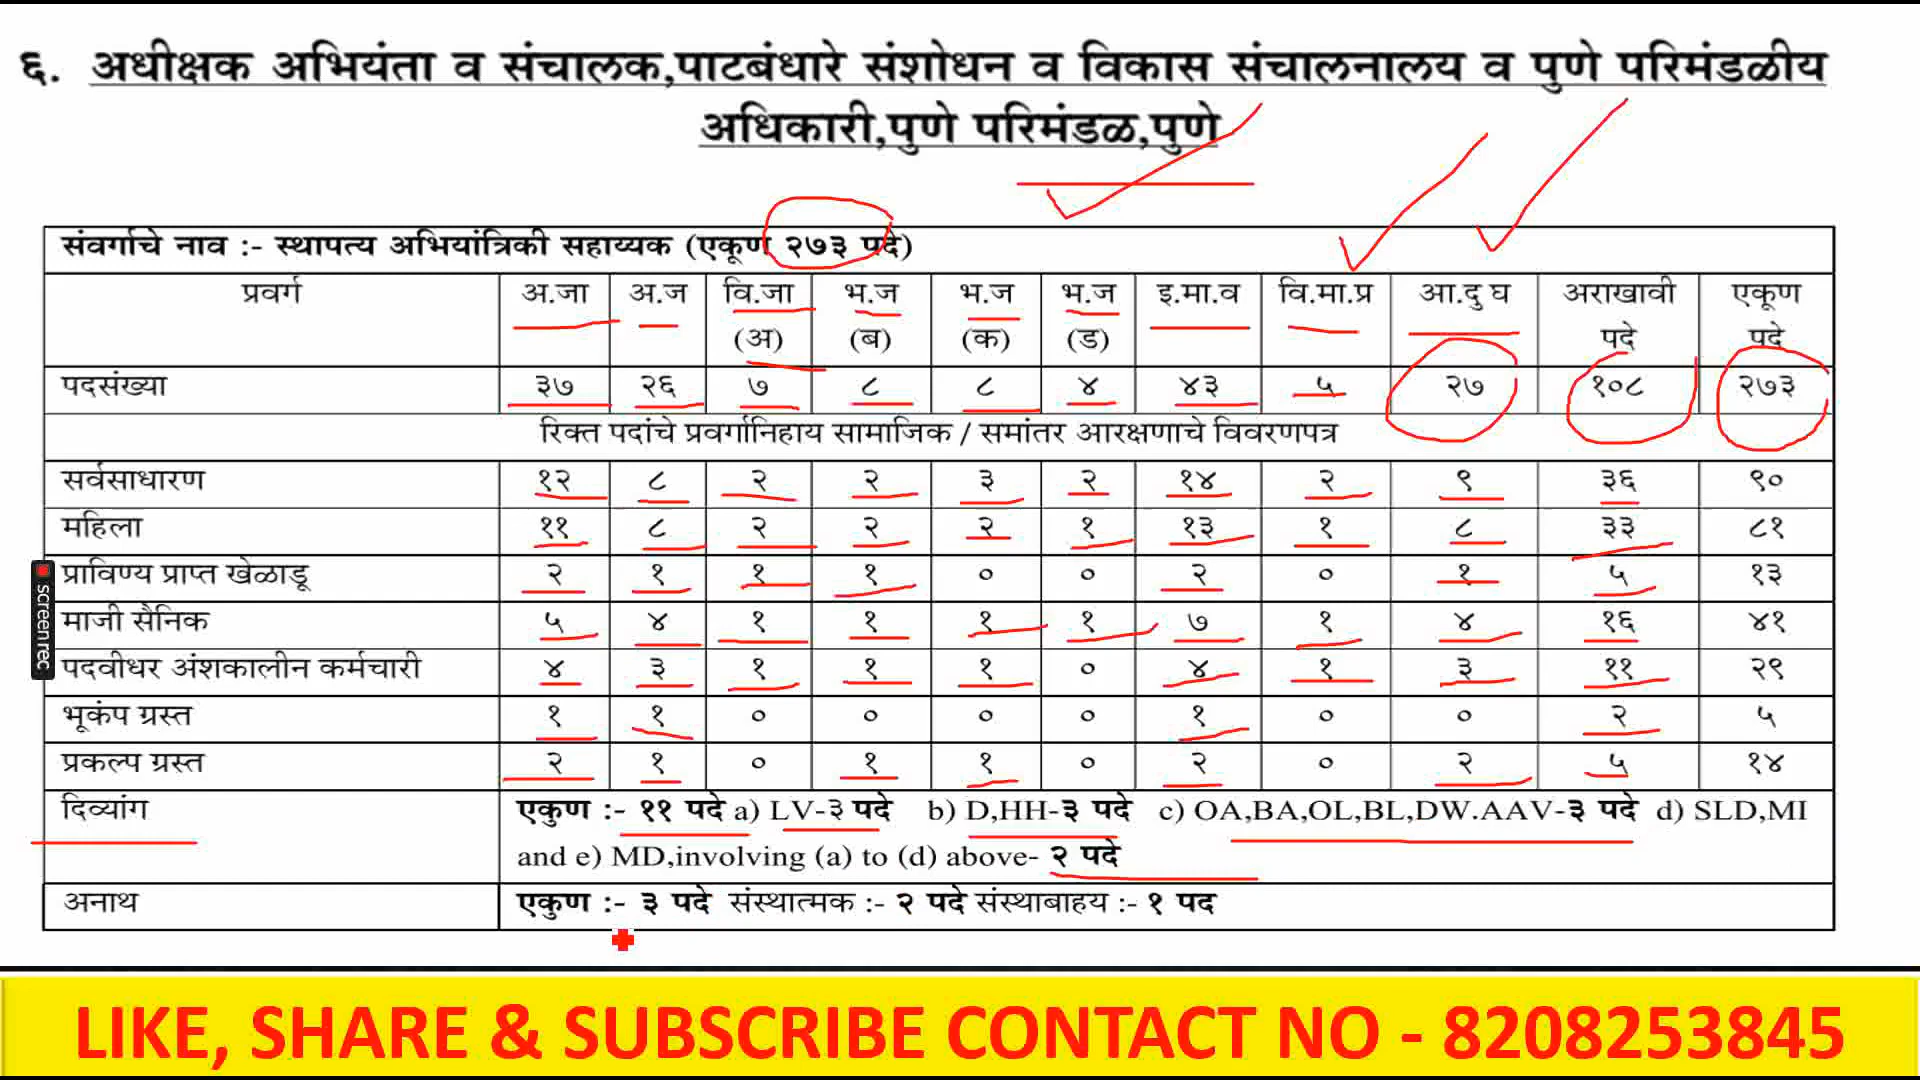 ६. अधीक्षक अभियंता व संचालक,पाटबंधारे संशोधन व विकास संचालनालय व पुणे परिमंडळीय
अधिकारी,पुणे परिमंडळ,पुणे
संवर्गाचे नाव :- स्थापत्य अभियांत्रिकी सहाय्यक (एकूण २७३ पदे)
प्रवर्ग अ.जा अ.ज वि.जा (अ) भ.ज (ब) भ.ज (क) भ.ज (ड) इ.मा.व वि.मा.प्र आ.दु घ अराखावी पदे एकूण पदे
पदसंख्या ३७ २६ ७ ८ ८ ४ ४३ ५ २७ १०८ २७३
रिक्त पदांचे प्रवर्गानिहाय सामाजिक / समांतर आरक्षणाचे विवरणपत्र
सर्वसाधारण १२ ८ २ २ ३ २ १४ २ ९ ३६ ९०
महिला ११ ८ २ २ २ १ १३ १ ८ ३३ ८१
प्राविण्य प्राप्त खेळाडू २ १ १ १ ० ० २ ० १ ५ १३
माजी सैनिक ५ ४ १ १ १ १ ७ १ ४ १६ ४१
पदवीधर अंशकालीन कर्मचारी ४ ३ १ १ १ ० ४ १ ३ ११ २९
भूकंप ग्रस्त १ १ ० ० ० ० १ ० ० २ ५
प्रकल्प ग्रस्त २ १ ० १ १ ० २ ० २ ५ १४
दिव्यांग एकुण :- ११ पदे a) LV-३ पदे b) D,HH-३ पदे c) OA,BA,OL,BL,DW.AAV-३ पदे d) SLD,MI
and e) MD,involving (a) to (d) above- २ पदे
अनाथ एकुण :- ३ पदे संस्थात्मक :- २ पदे संस्थाबाहय :- १ पद
screenrec
LIKE, SHARE & SUBSCRIBE CONTACT NO - 8208253845